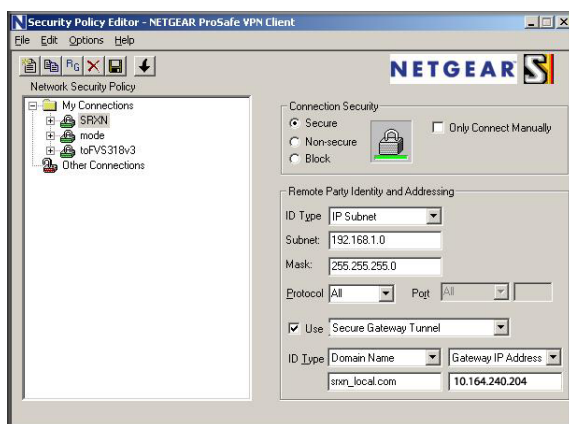 Security Policy Editor - NETGEAR ProSafe VPN Client
File Edit Options Help
NETGEAR
Network Security Policy
My Connections
SRXN
mode
toFVS318v3
Other Connections
Connection Security
Secure
Non-secure
Block
Only Connect Manually
Remote Party Identity and Addressing
ID Type IP Subnet
Subnet: 192.168.1.0
Mask: 255.255.255.0
Protocol All Port All
Use Secure Gateway Tunnel
ID Type Domain Name Gateway IP Address
srxn_local.com 10.164.240.204